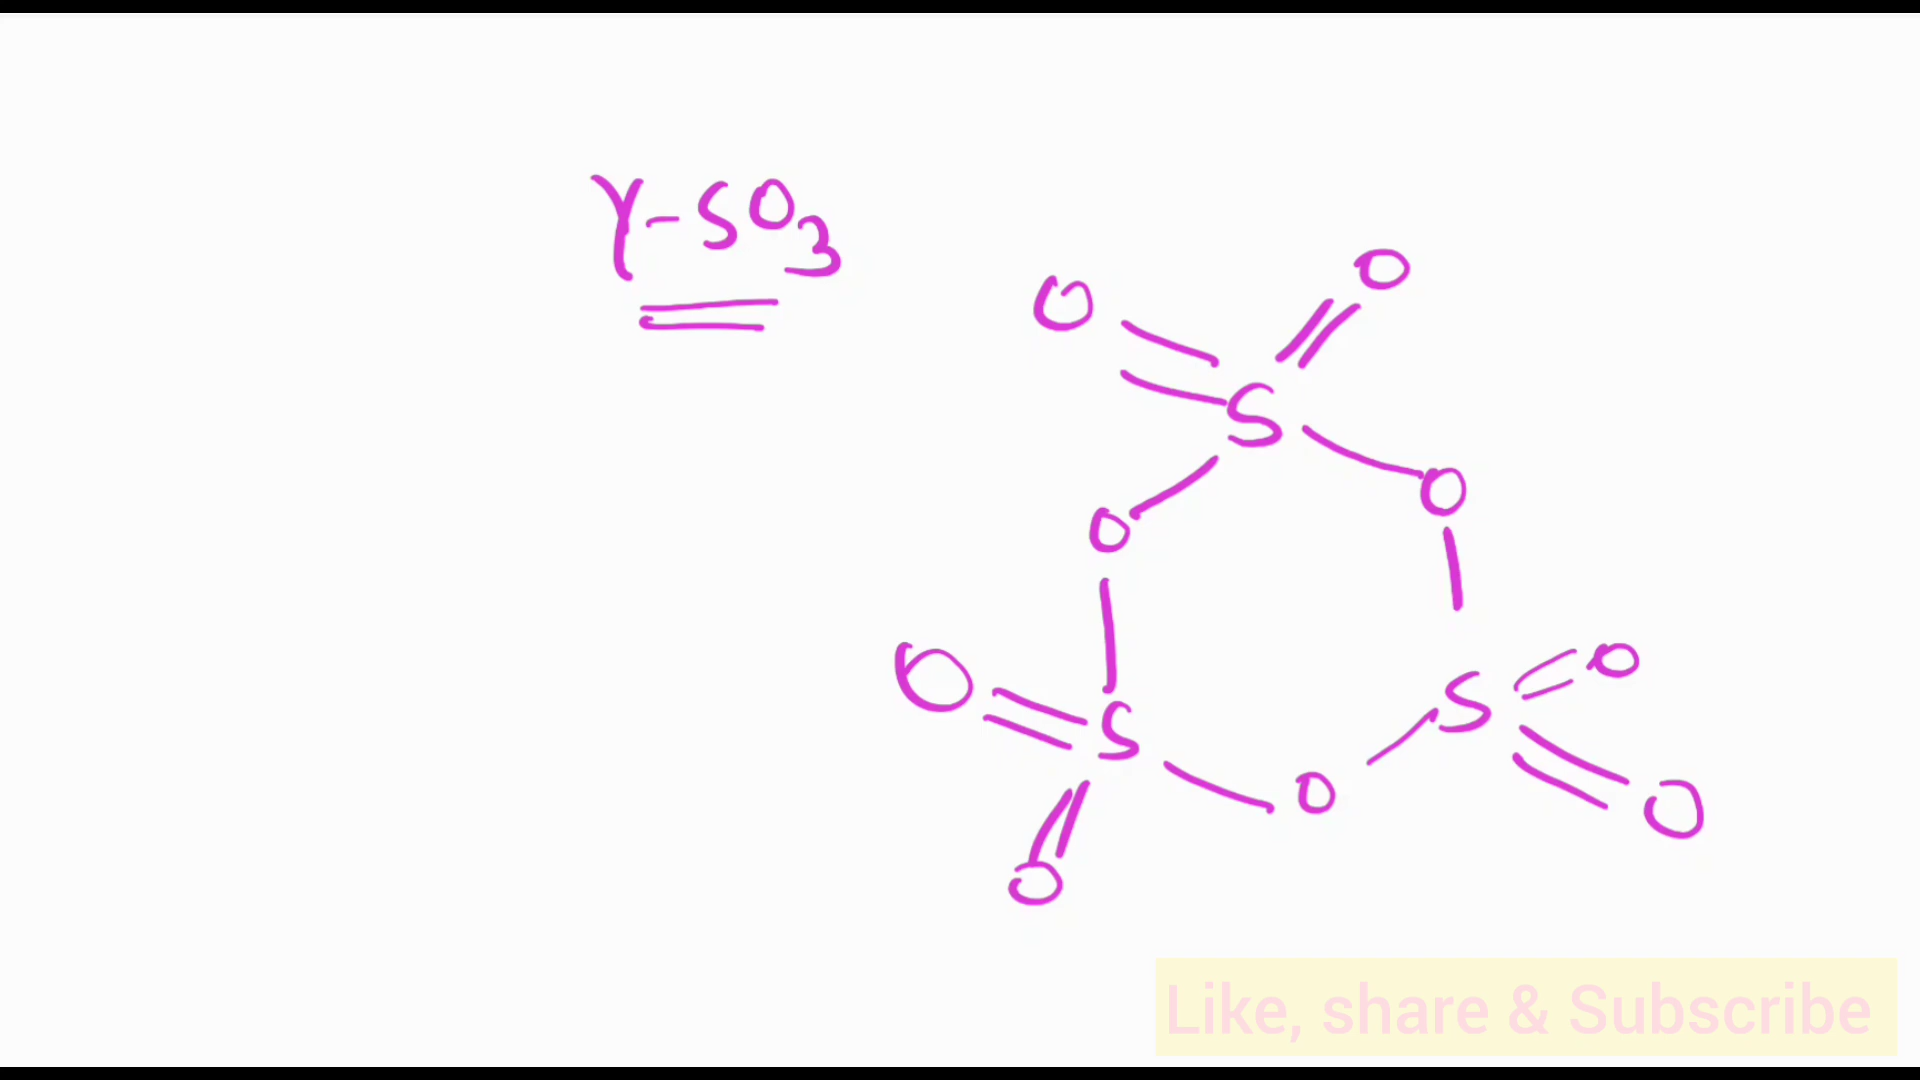 γ-SO3
O O
S
O
O
O S O
S
O O
O
Like, share & Subscribe